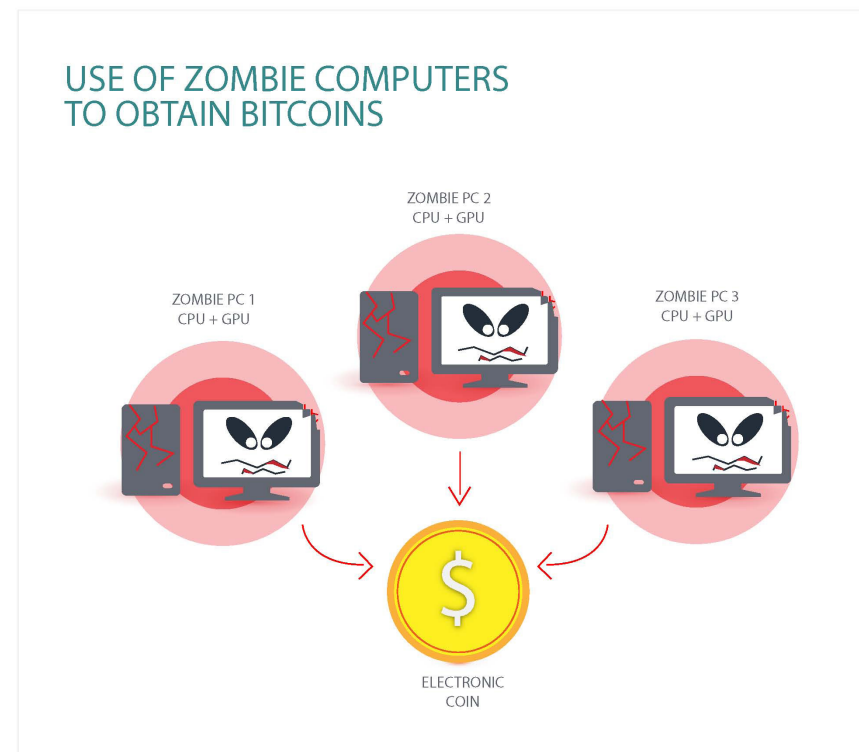 USE OF ZOMBIE COMPUTERS
TO OBTAIN BITCOINS
ZOMBIE PC 2
CPU + GPU
ZOMBIE PC 1
CPU + GPU
ZOMBIE PC 3
CPU + GPU
$
ELECTRONIC
COIN